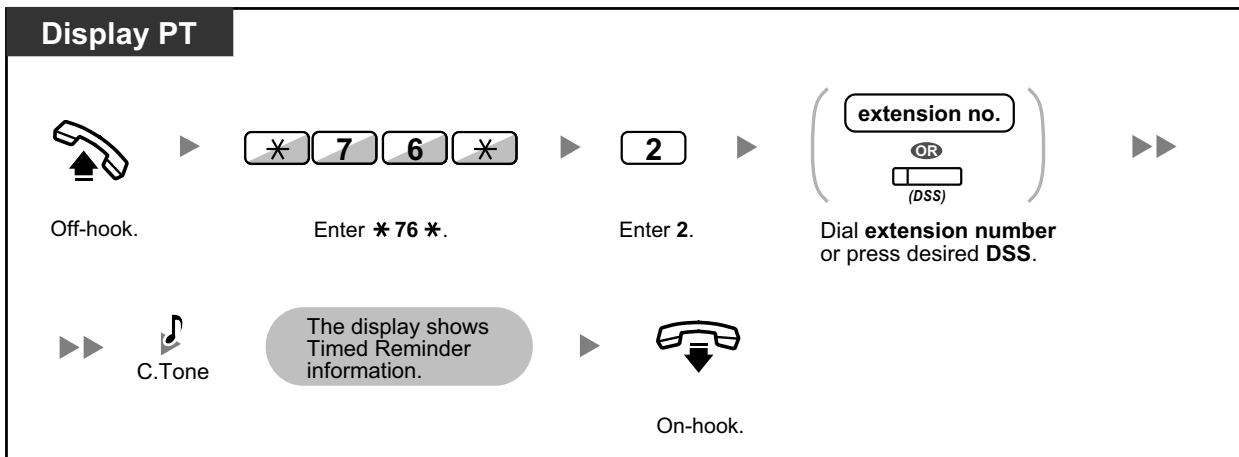 Display PT
extension no.
* 7 6 *
2
OR
(DSS)
Off-hook.
Enter * 76 *.
Enter 2.
Dial extension number
or press desired DSS.
The display shows
Timed Reminder
information.
C.Tone
On-hook.